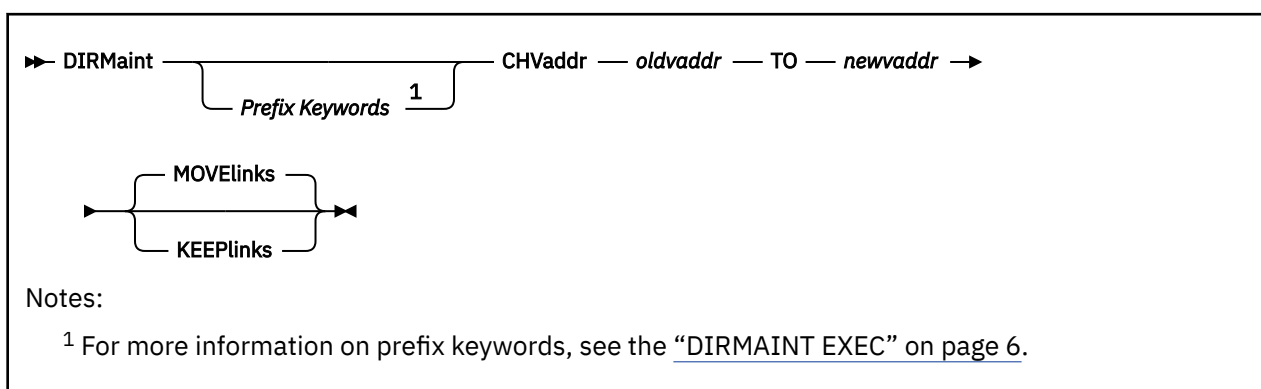 DIRMaint CHVaddr oldvaddr TO newvaddr
Prefix Keywords 1
MOVElinks
KEEPlinks
Notes:
1 For more information on prefix keywords, see the “DIRMAINT EXEC” on page 6.